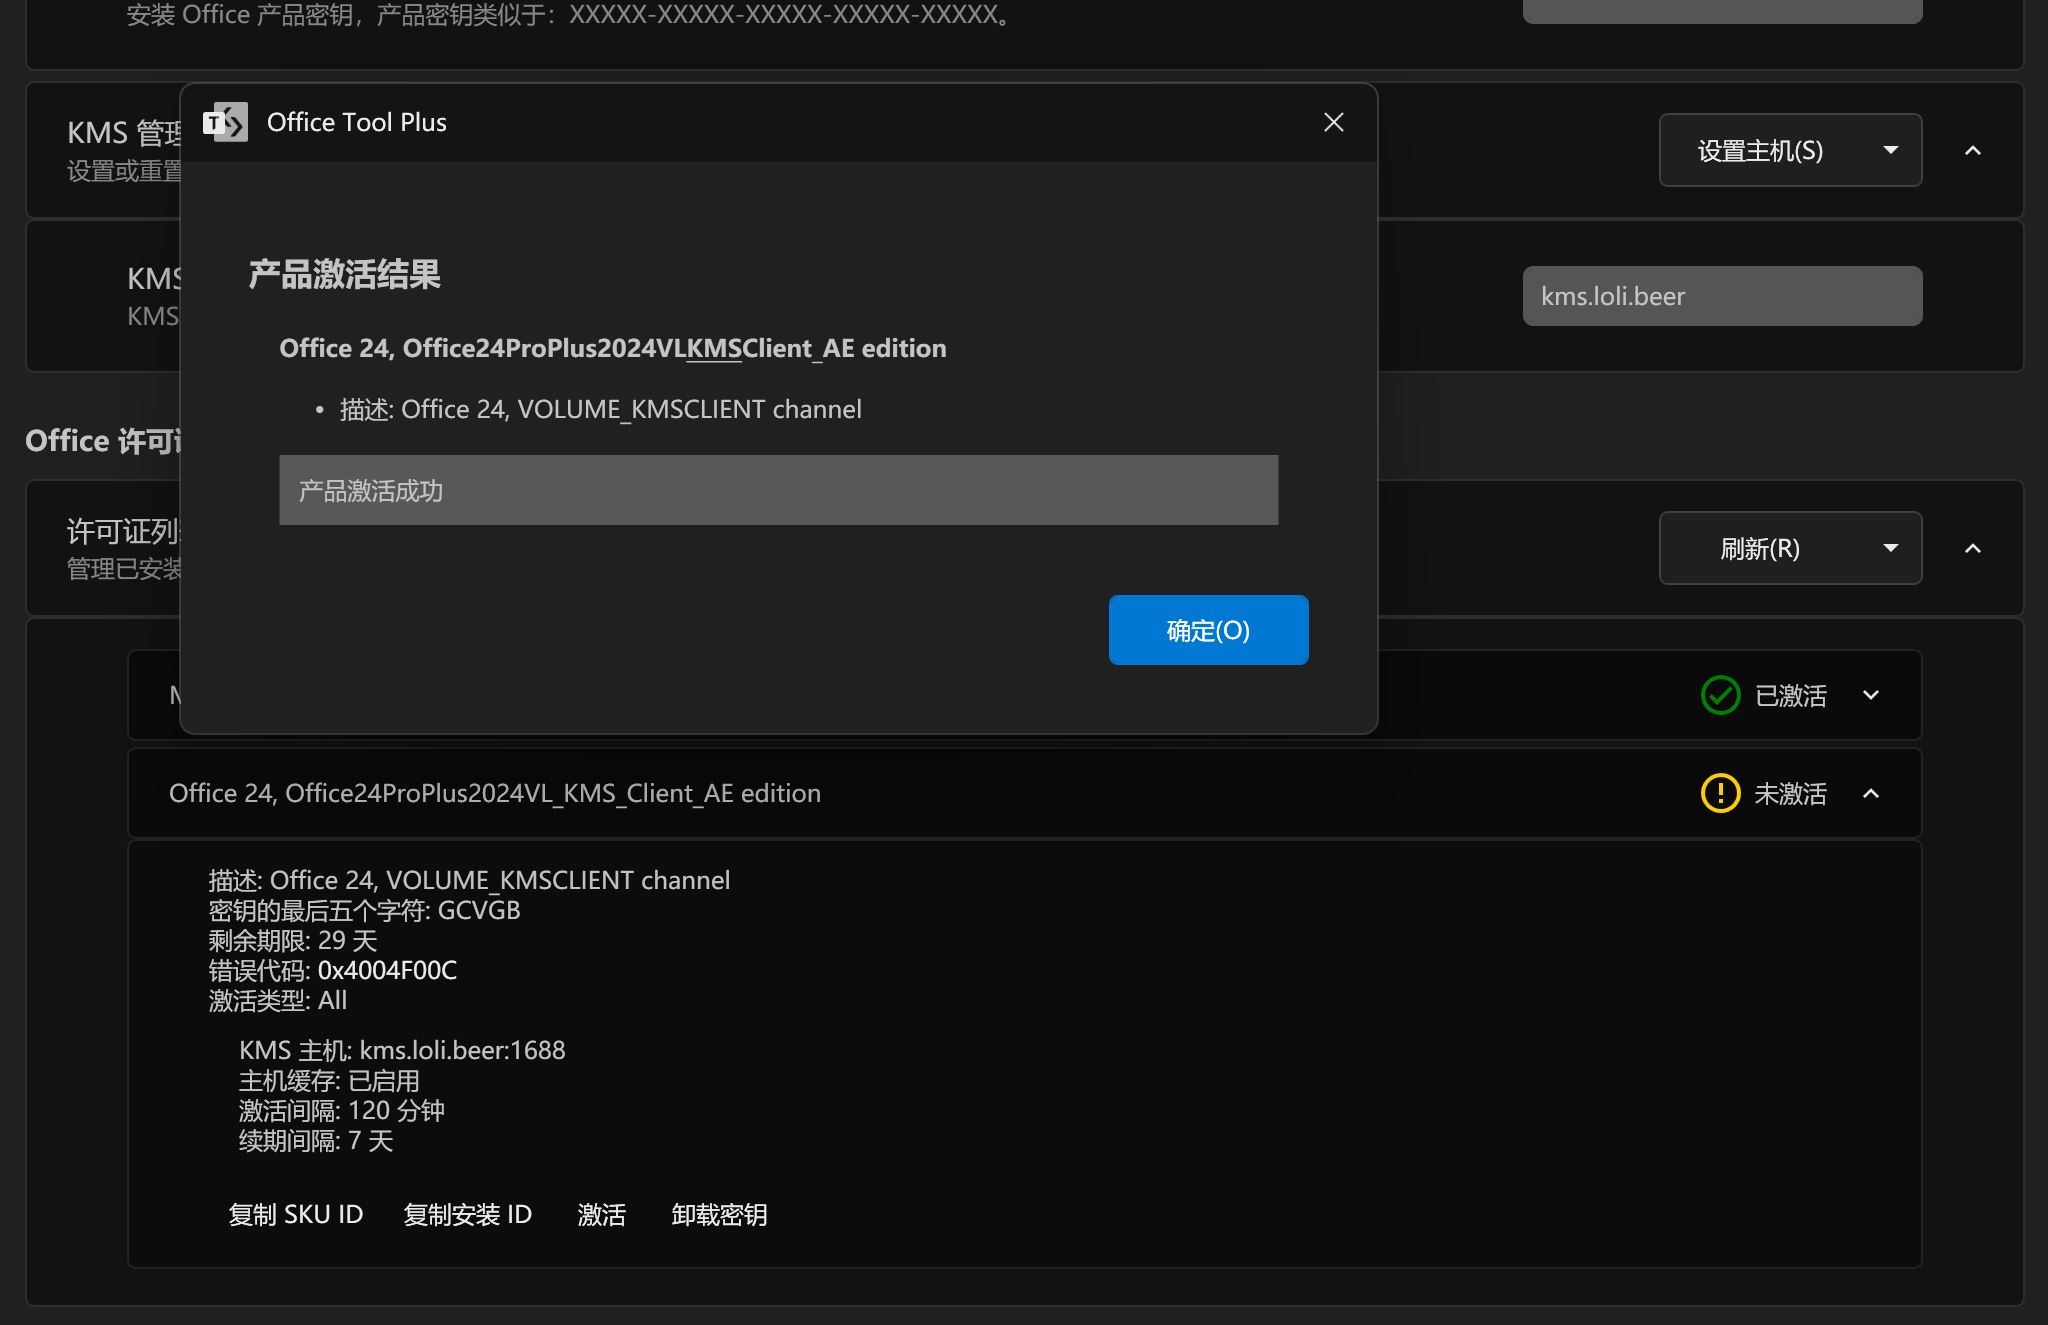 安装 Office 产品密钥，产品密钥类似于：XXXXX-XXXXX-XXXXX-XXXXX-XXXXX。
KMS 管理
设置或重置
设置主机(S)
Office Tool Plus
产品激活结果
Office 24, Office24ProPlus2024VLKMSClient_AE edition
• 描述: Office 24, VOLUME_KMSCLIENT channel
产品激活成功
确定(O)
KMS
KMS
kms.loli.beer
Office 许可
许可证列
管理已安装
刷新(R)
已激活
Office 24, Office24ProPlus2024VL_KMS_Client_AE edition
未激活
描述: Office 24, VOLUME_KMSCLIENT channel
密钥的最后五个字符: GCVGB
剩余期限: 29 天
错误代码: 0x4004F00C
激活类型: All
KMS 主机: kms.loli.beer:1688
主机缓存: 已启用
激活间隔: 120 分钟
续期间隔: 7 天
复制 SKU ID
复制安装 ID
激活
卸载密钥